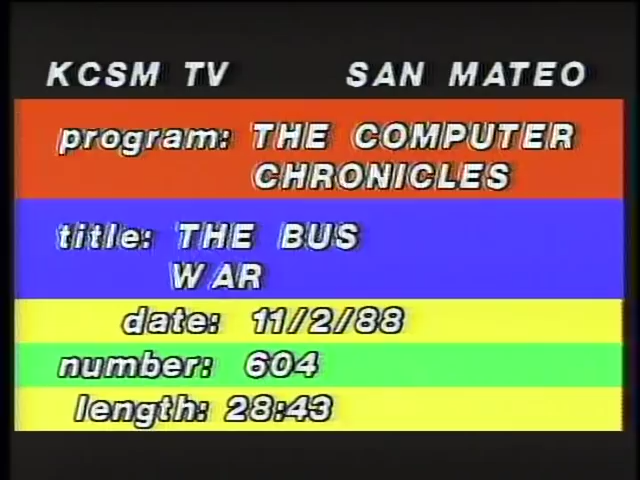 KCSM TV SAN MATEO
program: THE COMPUTER
CHRONICLES
title: THE BUS
WAR
date: 11/2/88
number: 604
length: 28:43